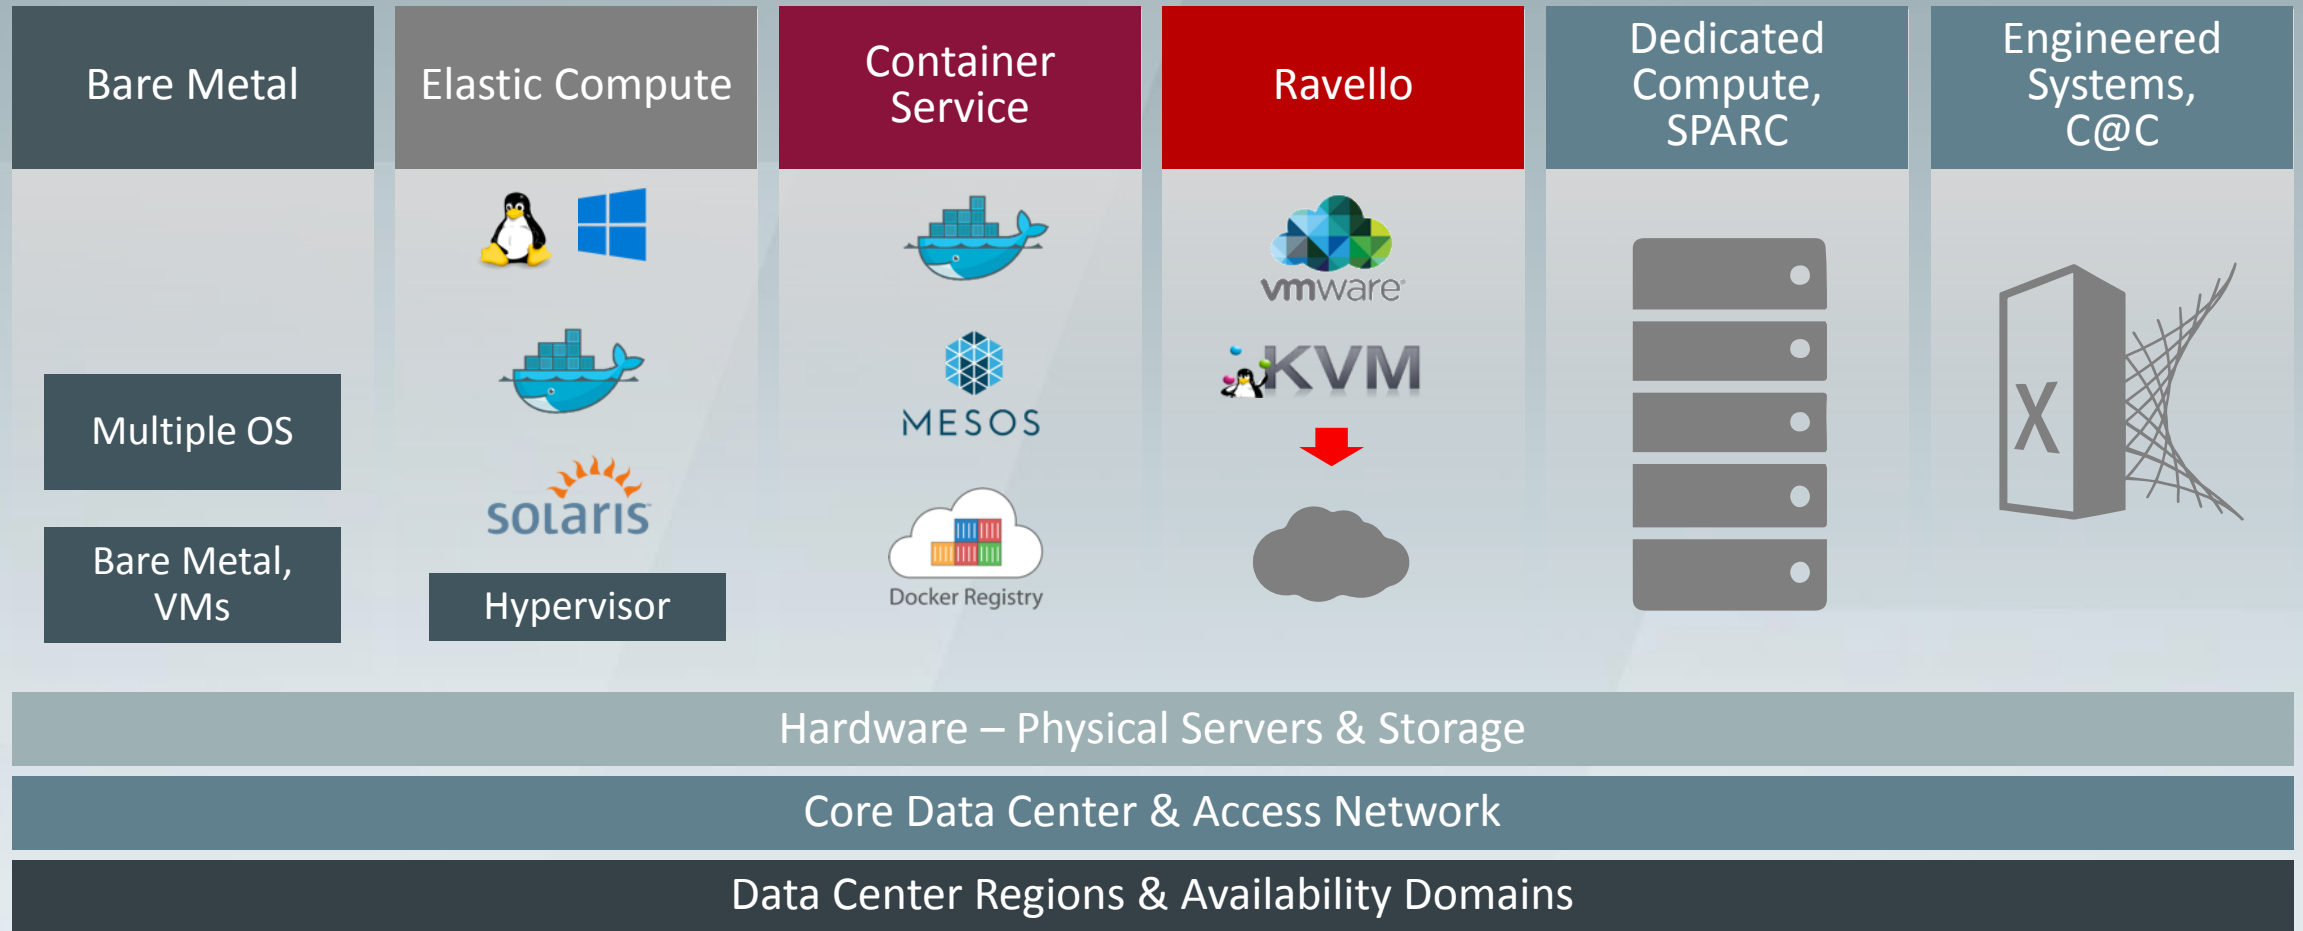 Bare Metal
Elastic Compute
Container
Service
Ravello
Dedicated
Compute,
SPARC
Engineered
Systems,
C@C
Multiple OS
Bare Metal,
VMs
solaris
Hypervisor
MESOS
Docker Registry
vmware
KVM
X
Hardware – Physical Servers & Storage
Core Data Center & Access Network
Data Center Regions & Availability Domains